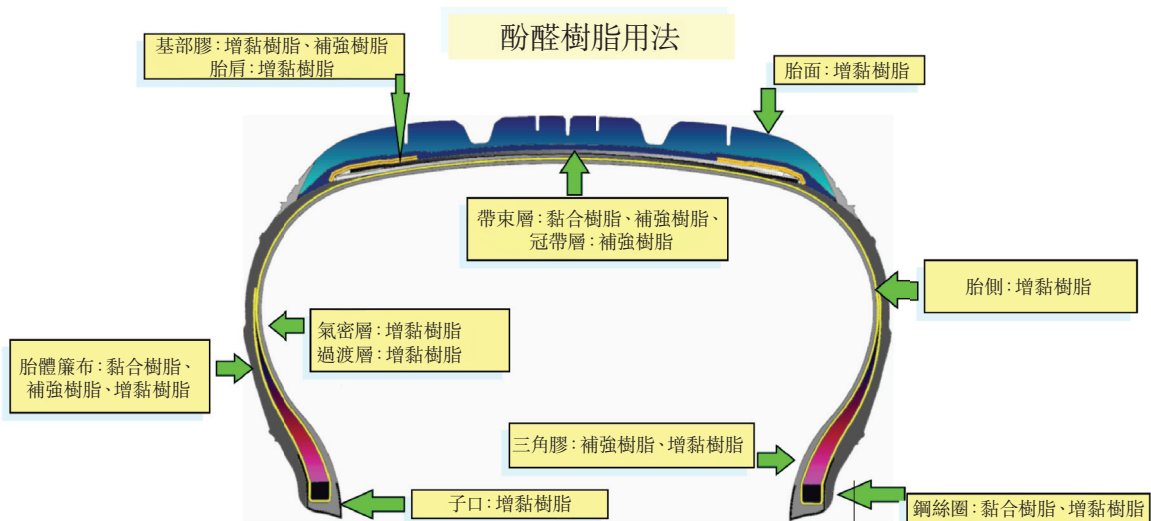 酚醛樹脂用法
基部膠：增黏樹脂、補強樹脂
胎肩：增黏樹脂
胎面：增黏樹脂
帶束層：黏合樹脂、補強樹脂、
冠帶層：補強樹脂
胎側：增黏樹脂
氣密層：增黏樹脂
過渡層：增黏樹脂
胎體簾布：黏合樹脂、
補強樹脂、增黏樹脂
三角膠：補強樹脂、增黏樹脂
子口：增黏樹脂
鋼絲圈：黏合樹脂、增黏樹脂